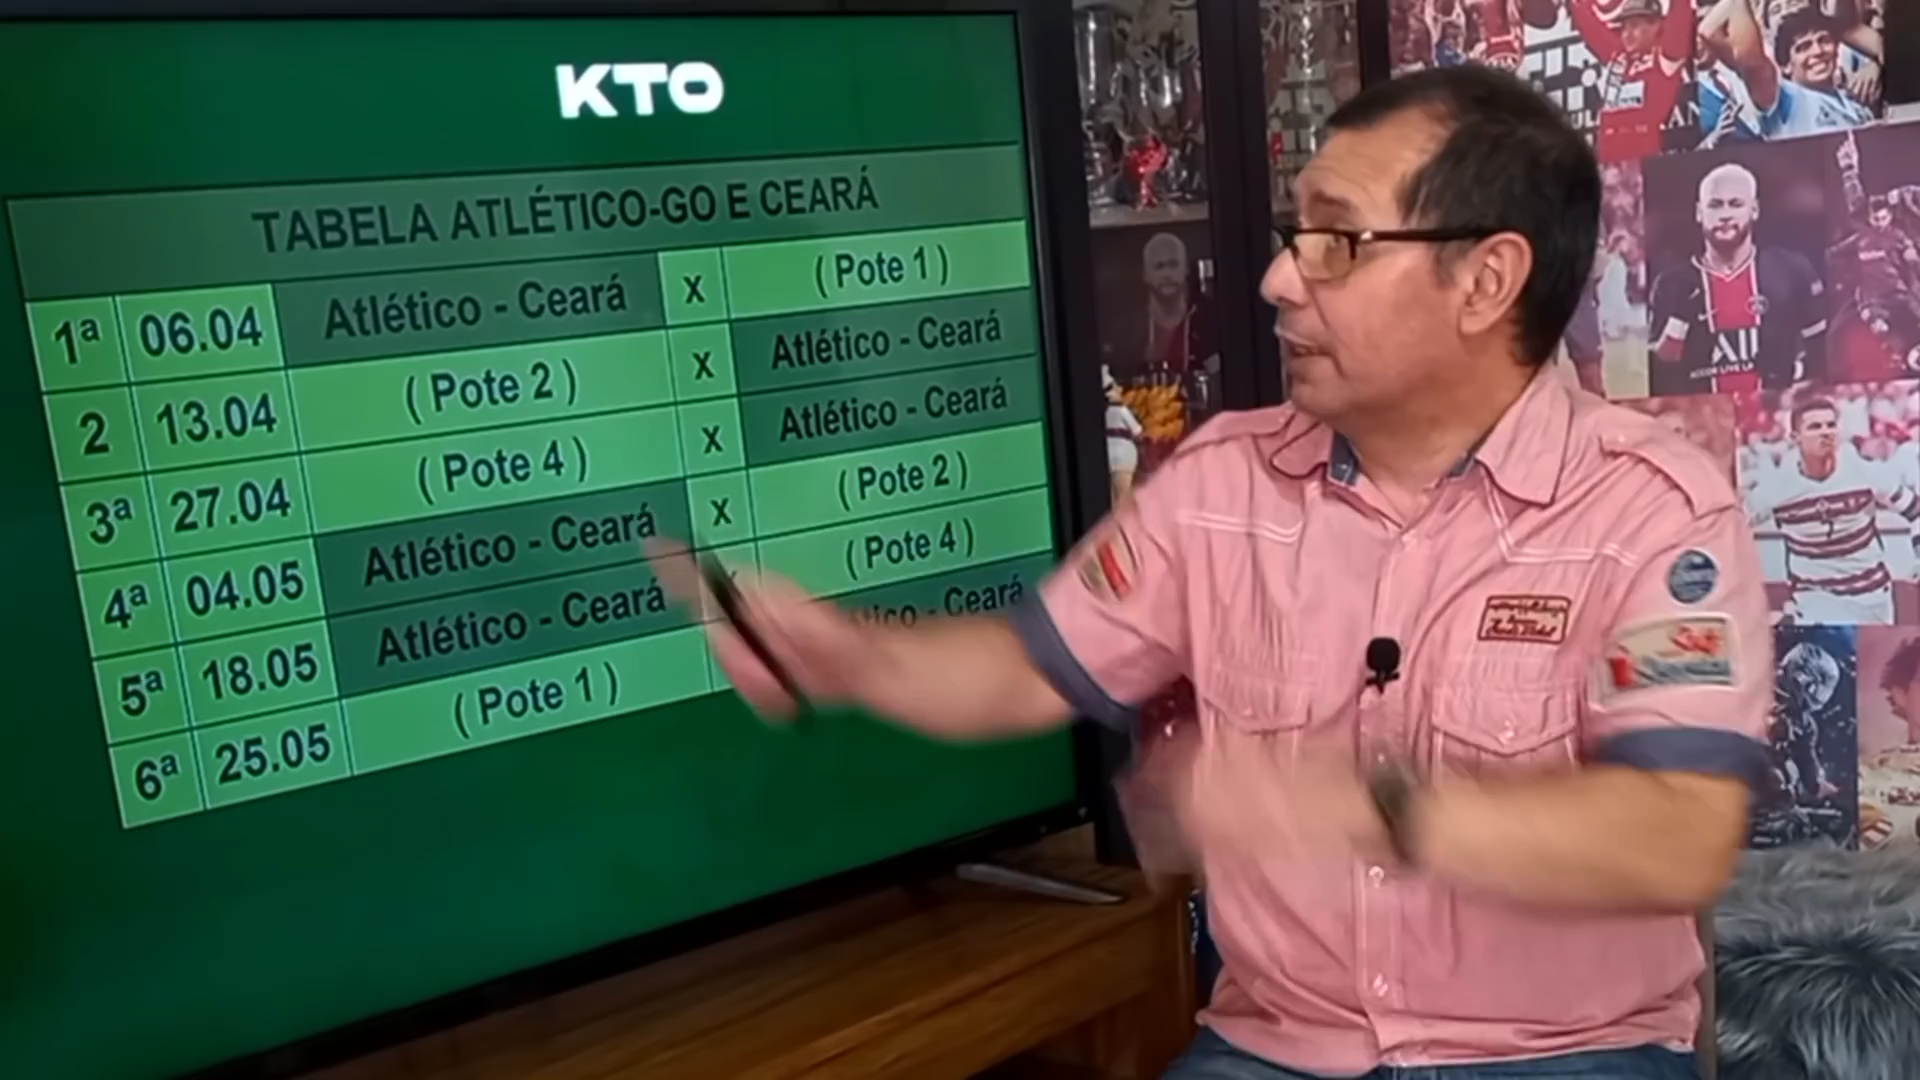 KTO
TABELA ATLÉTICO-GO E CEARÁ
1ª 06.04 Atlético - Ceará x ( Pote 1 )
2 13.04 ( Pote 2 ) x Atlético - Ceará
3ª 27.04 ( Pote 4 ) x Atlético - Ceará
4ª 04.05 Atlético - Ceará x ( Pote 2 )
5ª 18.05 Atlético - Ceará ( Pote 4 )
6ª 25.05 ( Pote 1 ) - Ceará